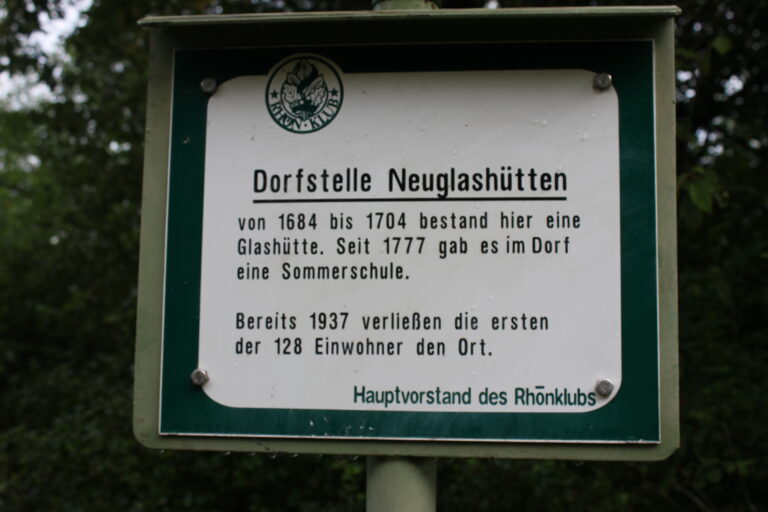 RHÖN-KLUB
Dorfstelle Neuglashütten
von 1684 bis 1704 bestand hier eine
Glashütte. Seit 1777 gab es im Dorf
eine Sommerschule.
Bereits 1937 verließen die ersten
der 128 Einwohner den Ort.
Hauptvorstand des Rhönklubs